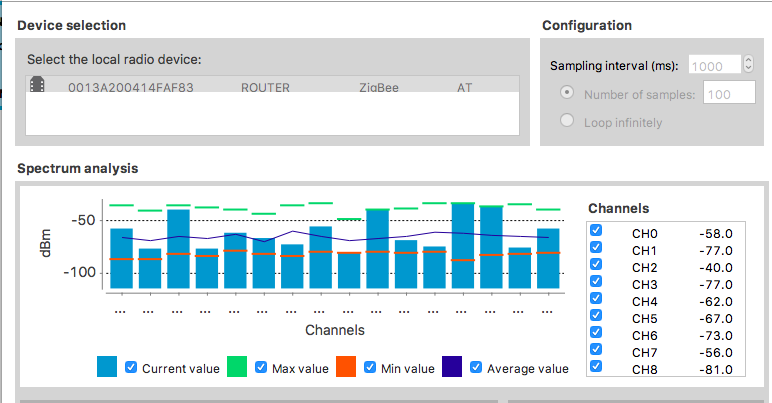 Device selection
Configuration
Select the local radio device:
0013A200414FAF83 ROUTER ZigBee AT
Sampling interval (ms): 1000
Number of samples: 100
Loop infinitely
Spectrum analysis
dBm
-50
-100
... ... ... ... ... ... ... ... ... ... ... ... ... ... ... ...
Channels
Current value Max value Min value Average value
Channels
CH0 -58.0
CH1 -77.0
CH2 -40.0
CH3 -77.0
CH4 -62.0
CH5 -67.0
CH6 -73.0
CH7 -56.0
CH8 -81.0